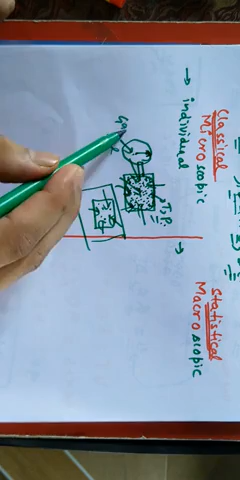 Classical
Microscopic
→ individual
T, S, P.
Statistical
Macroscopic
→